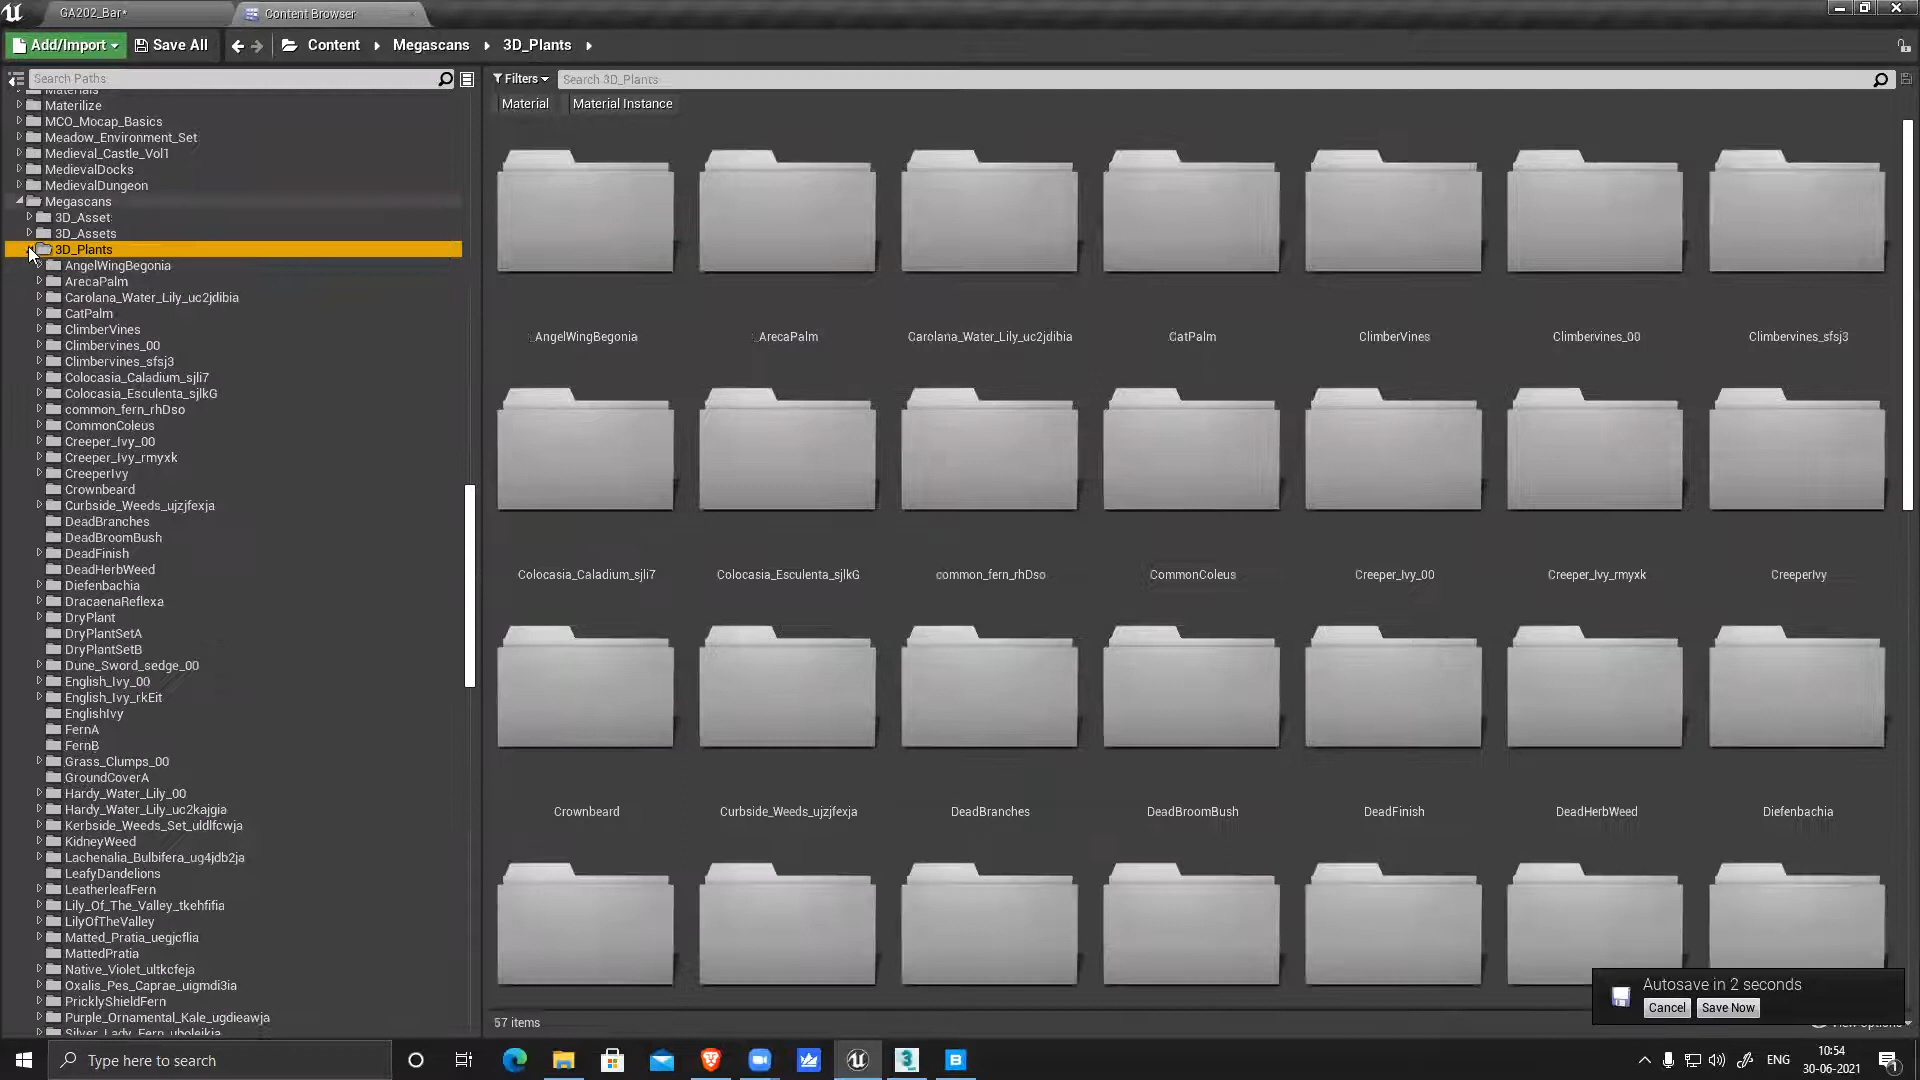 GA202_Bar*
Content Browser
Add/Import
Save All
Content
Megascans
3D_Plants
Search Paths
Filters
Search 3D_Plants
Material
Material Instance
Materials
Materilize
MCO_Mocap_Basics
Meadow_Environment_Set
Medieval_Castle_Vol1
MedievalDocks
MedievalDungeon
Megascans
3D_Asset
3D_Assets
3D_Plants
AngelWingBegonia
ArecaPalm
Carolana_Water_Lily_uc2jdibia
CatPalm
ClimberVines
Climbervines_00
Climbervines_sfsj3
Colocasia_Caladium_sjli7
Colocasia_Esculenta_sjlkG
common_fern_rhDso
CommonColeus
Creeper_Ivy_00
Creeper_Ivy_rmyxk
CreeperIvy
Crownbeard
Curbside_Weeds_ujzjfexja
DeadBranches
DeadBroomBush
DeadFinish
DeadHerbWeed
Diefenbachia
DracaenaReflexa
DryPlant
DryPlantSetA
DryPlantSetB
Dune_Sword_sedge_00
English_Ivy_00
English_Ivy_rkEit
EnglishIvy
FernA
FernB
Grass_Clumps_00
GroundCoverA
Hardy_Water_Lily_00
Hardy_Water_Lily_uc2kajgia
Kerbside_Weeds_Set_uldlfcwja
KidneyWeed
Lachenalia_Bulbifera_ug4jdb2ja
LeafyDandelions
LeatherleafFern
Lily_Of_The_Valley_tkehfifia
LilyOfTheValley
Matted_Pratia_uegjcflia
MattedPratia
Native_Violet_ultkcfeja
Oxalis_Pes_Caprae_uigmdi3ia
PricklyShieldFern
Purple_Ornamental_Kale_ugdieawja
Silver_Lady_Fern_uboleikja
AngelWingBegonia
ArecaPalm
Carolana_Water_Lily_uc2jdibia
CatPalm
ClimberVines
Climbervines_00
Climbervines_sfsj3
Colocasia_Caladium_sjli7
Colocasia_Esculenta_sjlkG
common_fern_rhDso
CommonColeus
Creeper_Ivy_00
Creeper_Ivy_rmyxk
CreeperIvy
Crownbeard
Curbside_Weeds_ujzjfexja
DeadBranches
DeadBroomBush
DeadFinish
DeadHerbWeed
Diefenbachia
57 items
Autosave in 2 seconds
Cancel
Save Now
View Options
Type here to search
ENG
10:54
30-06-2021
1